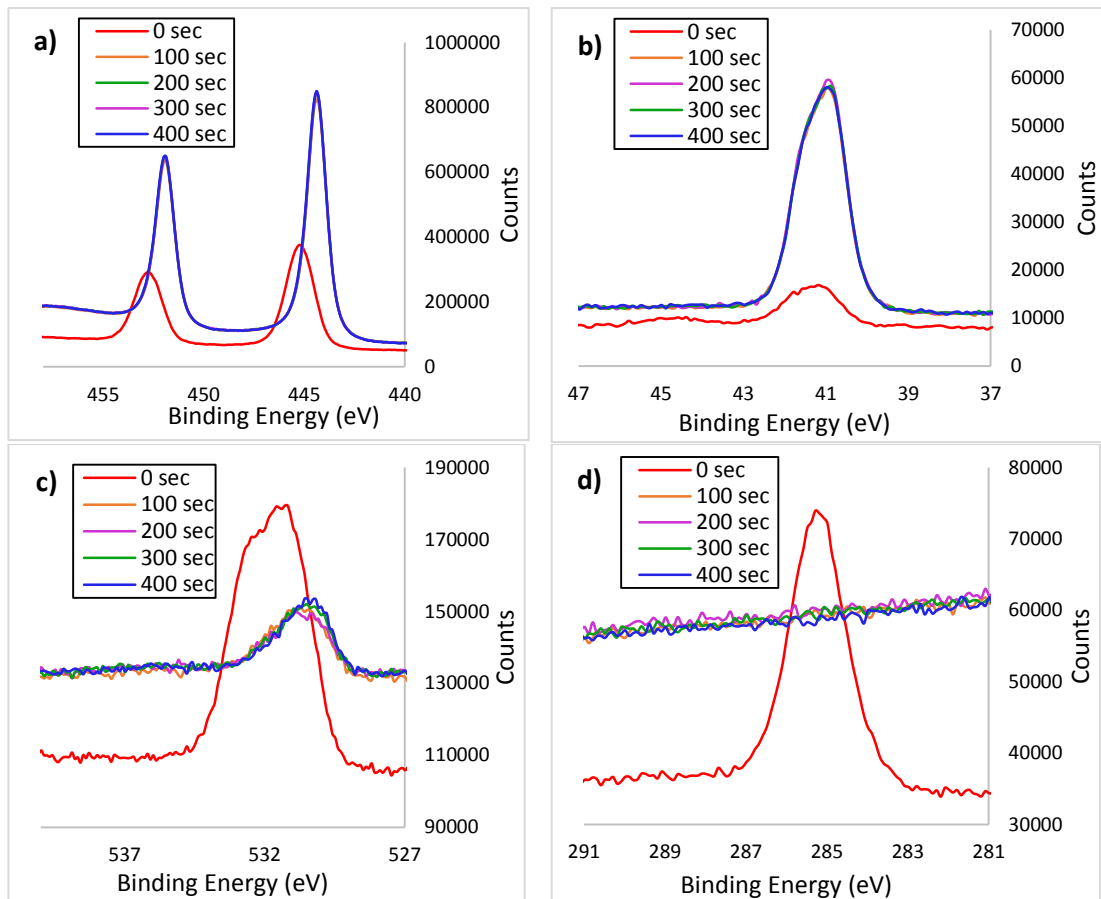 a)
0 sec
100 sec
200 sec
300 sec
400 sec
1000000
800000
600000
400000
200000
0
Counts
455 450 445 440
Binding Energy (eV)
b)
0 sec
100 sec
200 sec
300 sec
400 sec
70000
60000
50000
40000
30000
20000
10000
0
Counts
47 45 43 41 39 37
Binding Energy (eV)
c)
0 sec
100 sec
200 sec
300 sec
400 sec
190000
170000
150000
130000
110000
90000
Counts
537 532 527
Binding Energy (eV)
d)
0 sec
100 sec
200 sec
300 sec
400 sec
80000
70000
60000
50000
40000
30000
Counts
291 289 287 285 283 281
Binding Energy (eV)